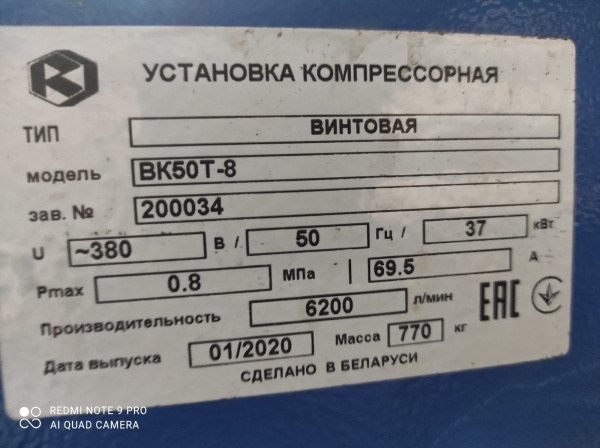 УСТАНОВКА КОМПРЕССОРНАЯ
ТИП ВИНТОВАЯ
модель ВК50Т-8
зав. № 200034
U ~380 В / 50 Гц / 37 кВт
Pmax 0.8 МПа I 69.5 А
Производительность 6200 л/мин
Дата выпуска 01/2020 Масса 770 кг
СДЕЛАНО В БЕЛАРУСИ
EAC
REDMI NOTE 9 PRO
AI QUAD CAMERA